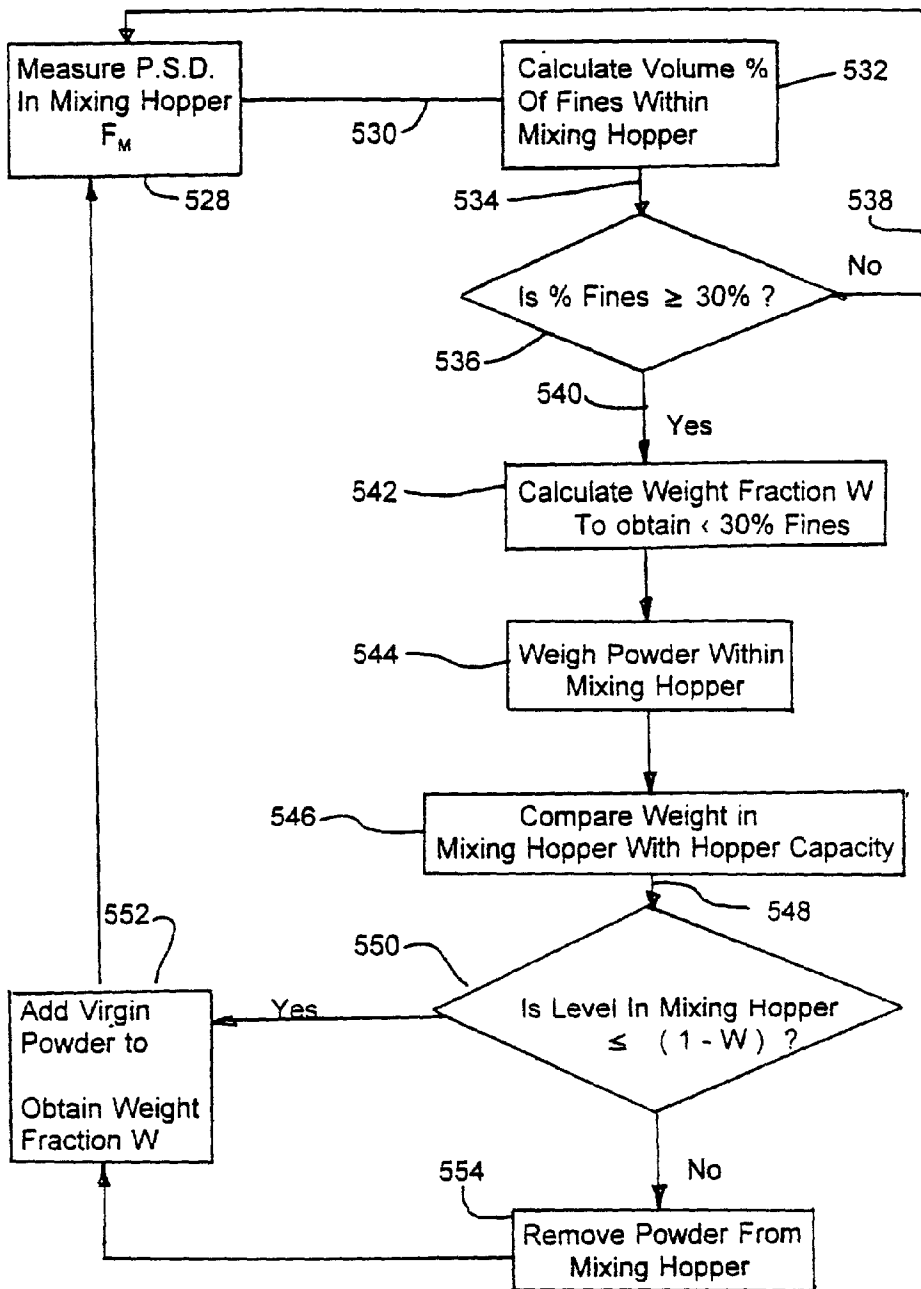 Measure P.S.D.
In Mixing Hopper
F_M
528
530
Calculate Volume %
Of Fines Within
Mixing Hopper
532
534
538
No
Is % Fines ≥ 30% ?
536
540
Yes
542
Calculate Weight Fraction W
To obtain < 30% Fines
544
Weigh Powder Within
Mixing Hopper
546
Compare Weight in
Mixing Hopper With Hopper Capacity
548
550
Is Level In Mixing Hopper
≤ ( 1 - W ) ?
Yes
552
Add Virgin
Powder to
Obtain Weight
Fraction W
No
554
Remove Powder From
Mixing Hopper